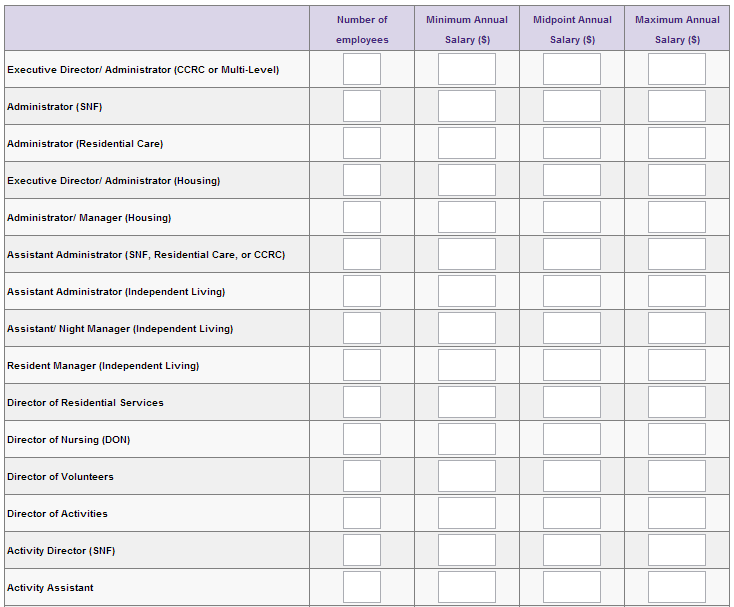 Number of employees Minimum Annual Salary ($) Midpoint Annual Salary ($) Maximum Annual Salary ($)
Executive Director/ Administrator (CCRC or Multi-Level)
Administrator (SNF)
Administrator (Residential Care)
Executive Director/ Administrator (Housing)
Administrator/ Manager (Housing)
Assistant Administrator (SNF, Residential Care, or CCRC)
Assistant Administrator (Independent Living)
Assistant/ Night Manager (Independent Living)
Resident Manager (Independent Living)
Director of Residential Services
Director of Nursing (DON)
Director of Volunteers
Director of Activities
Activity Director (SNF)
Activity Assistant